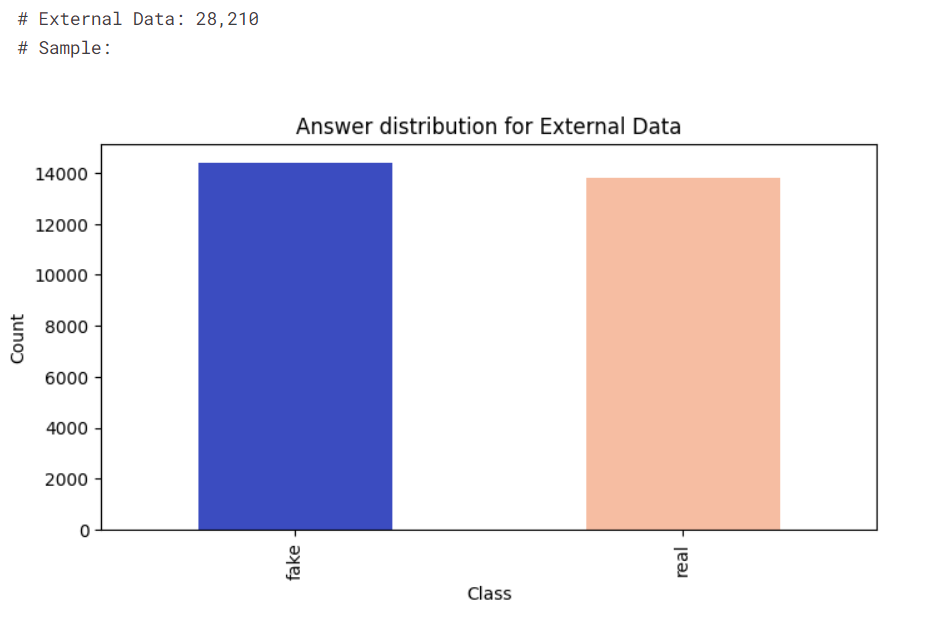 # External Data: 28,210
# Sample:
Answer distribution for External Data
14000
12000
10000
8000
6000
4000
2000
0
Count
fake
real
Class